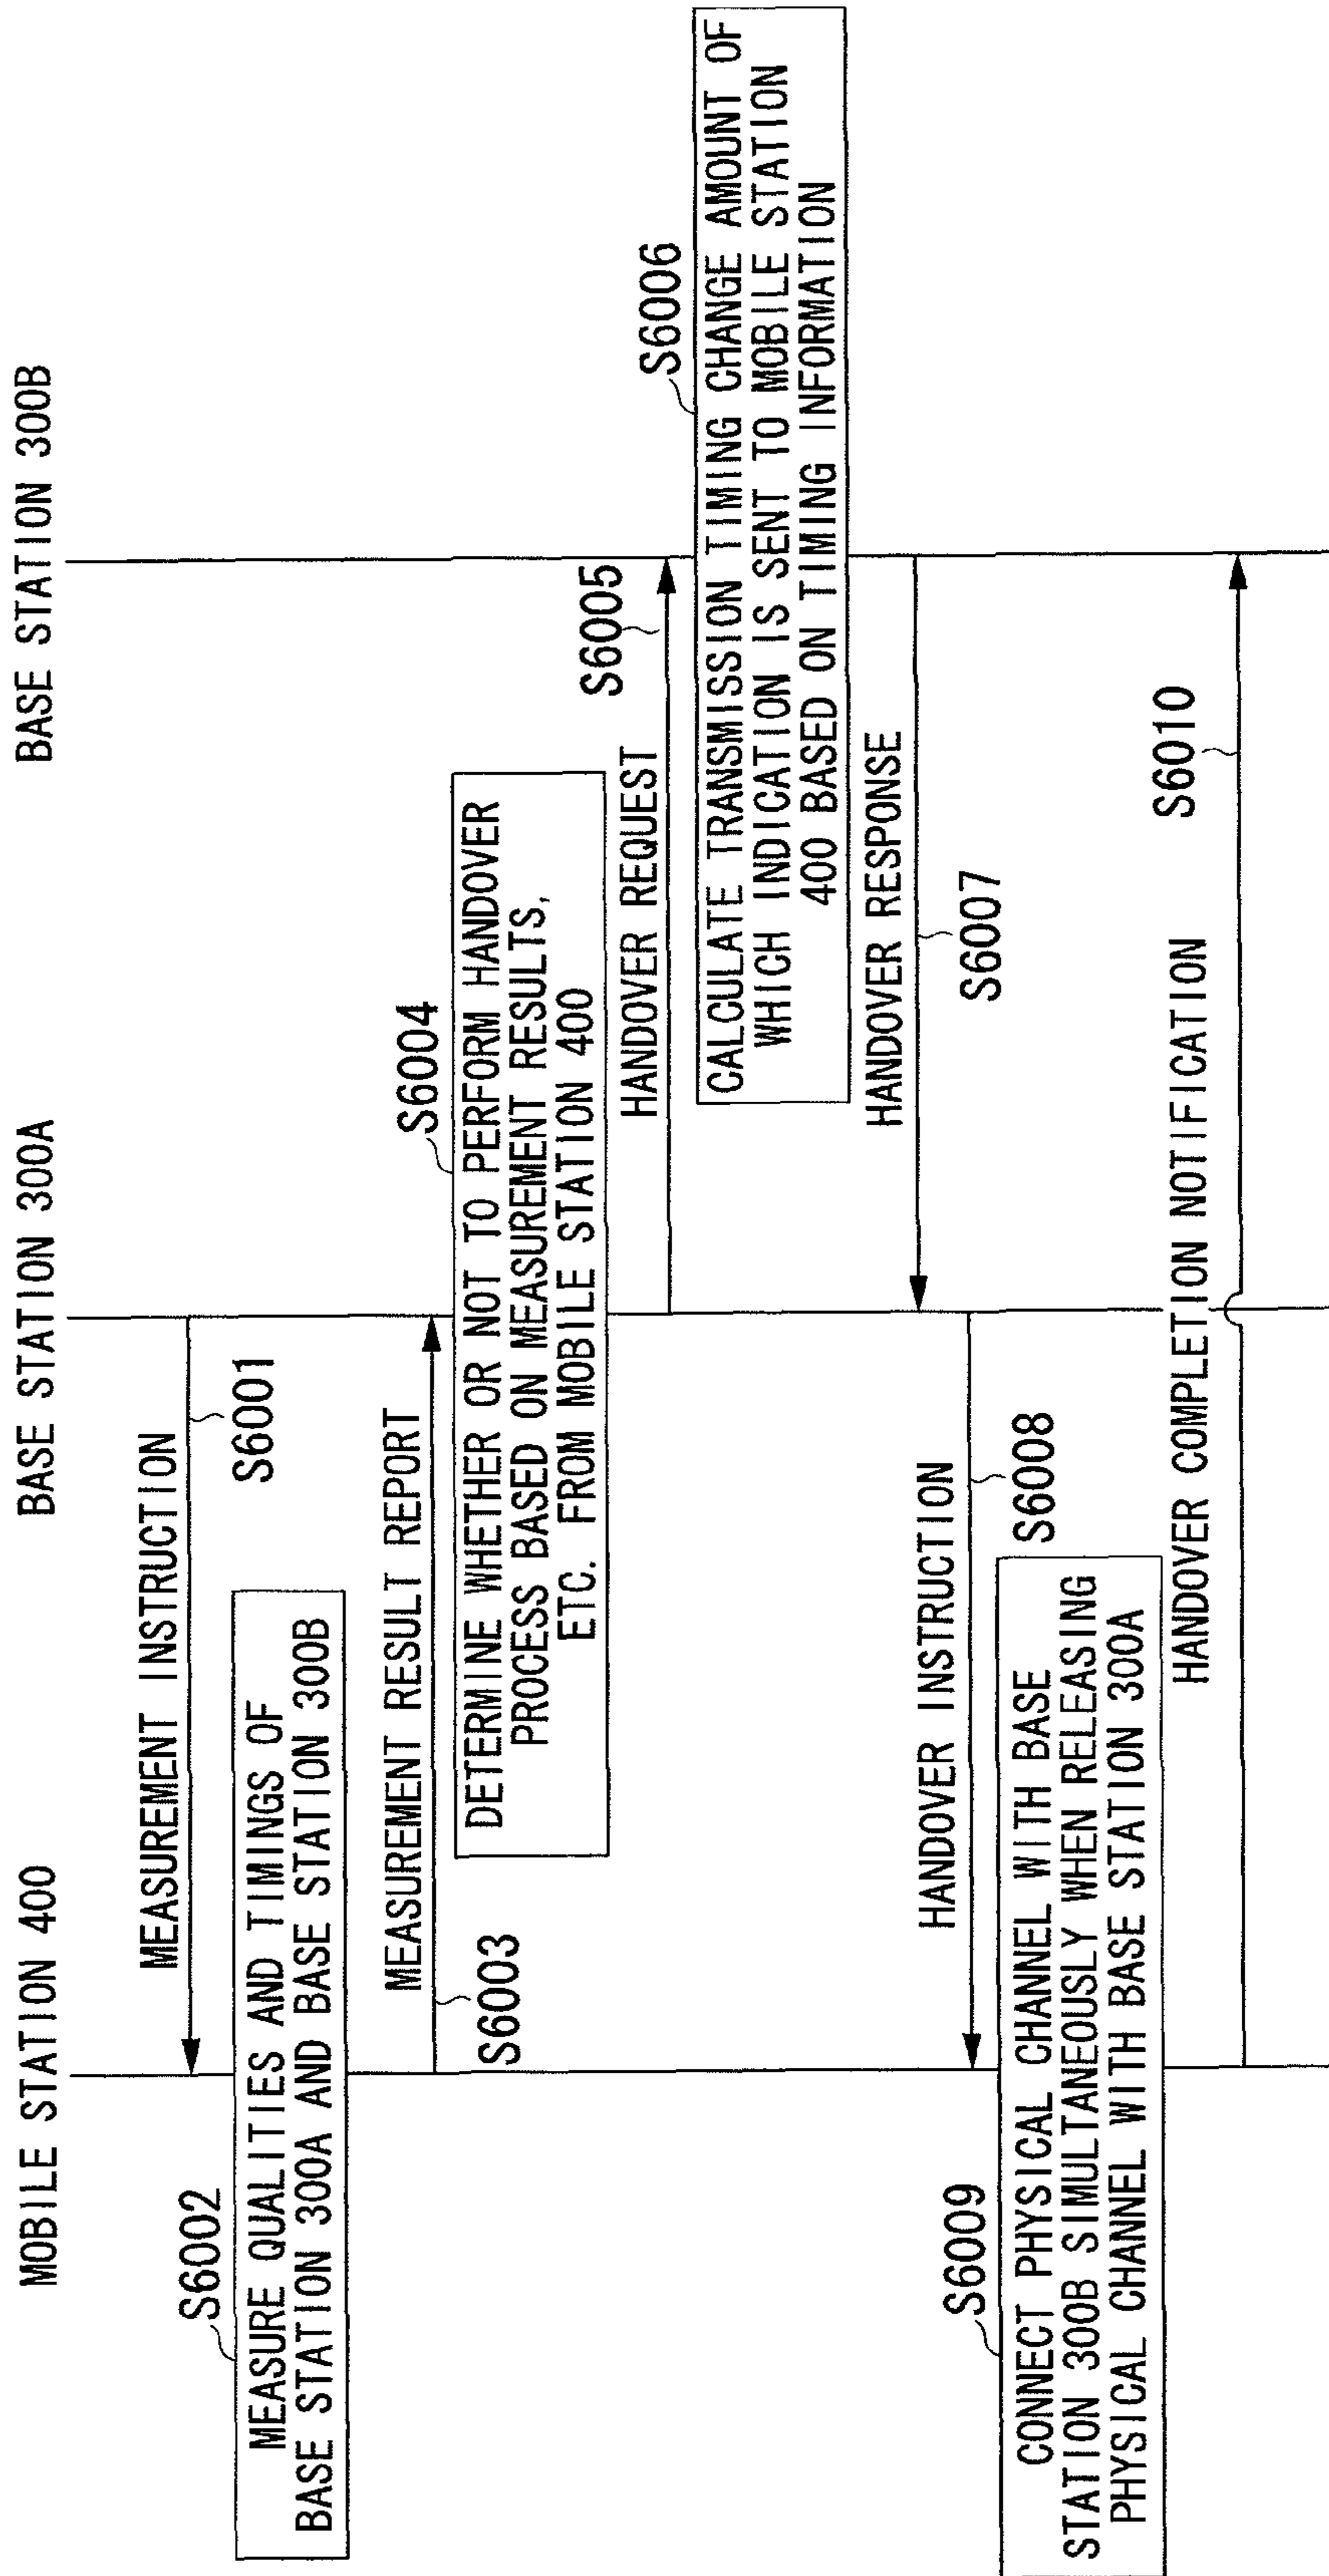 MOBILE STATION 400
BASE STATION 300A
BASE STATION 300B
MEASUREMENT INSTRUCTION
S6001
S6002
MEASURE QUALITIES AND TIMINGS OF
BASE STATION 300A AND BASE STATION 300B
MEASUREMENT RESULT REPORT
S6003
S6004
DETERMINE WHETHER OR NOT TO PERFORM HANDOVER
PROCESS BASED ON MEASUREMENT RESULTS,
ETC. FROM MOBILE STATION 400
HANDOVER REQUEST
S6005
S6006
CALCULATE TRANSMISSION TIMING CHANGE AMOUNT OF
WHICH INDICATION IS SENT TO MOBILE STATION
400 BASED ON TIMING INFORMATION
HANDOVER RESPONSE
S6007
HANDOVER INSTRUCTION
S6008
S6009
CONNECT PHYSICAL CHANNEL WITH BASE
STATION 300B SIMULTANEOUSLY WHEN RELEASING
PHYSICAL CHANNEL WITH BASE STATION 300A
HANDOVER COMPLETION NOTIFICATION
S6010